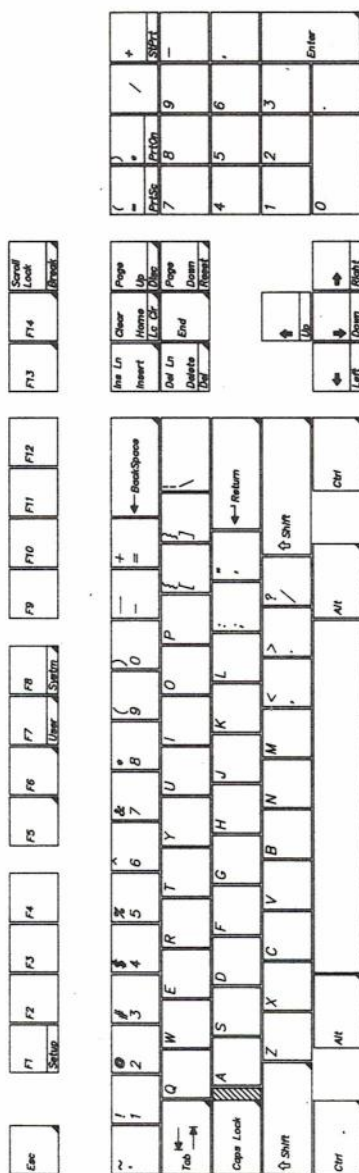 Esc F1 F2 F3 F4 F5 F6 F7 F8 F9 F10 F11 F12 F13 F14 Scroll Lock
Setup User Systm Break
~ ! @ # $ % ^ & * ( ) — + ← BackSpace Ins Ln Clear Page ( ) / +
` 1 2 3 4 5 6 7 8 9 0 - = Insert Home Up = * 
Lc Clr Disc PrtSc PrtOn StPrt
Tab Q W E R T Y U I O P { } | Del Ln End Page 7 8 9 -
[ ] \ Delete Down
Del Reset
Caps Lock A S D F G H J K L : " ↵ Return 4 5 6 ,
; '
⇧ Shift Z X C V B N M < > ? ⇧ Shift ⬆ 1 2 3 Enter
, . / Up
Ctrl Alt Alt Ctrl ⬅ ⬇ ➡ 0 .
Left Down Right